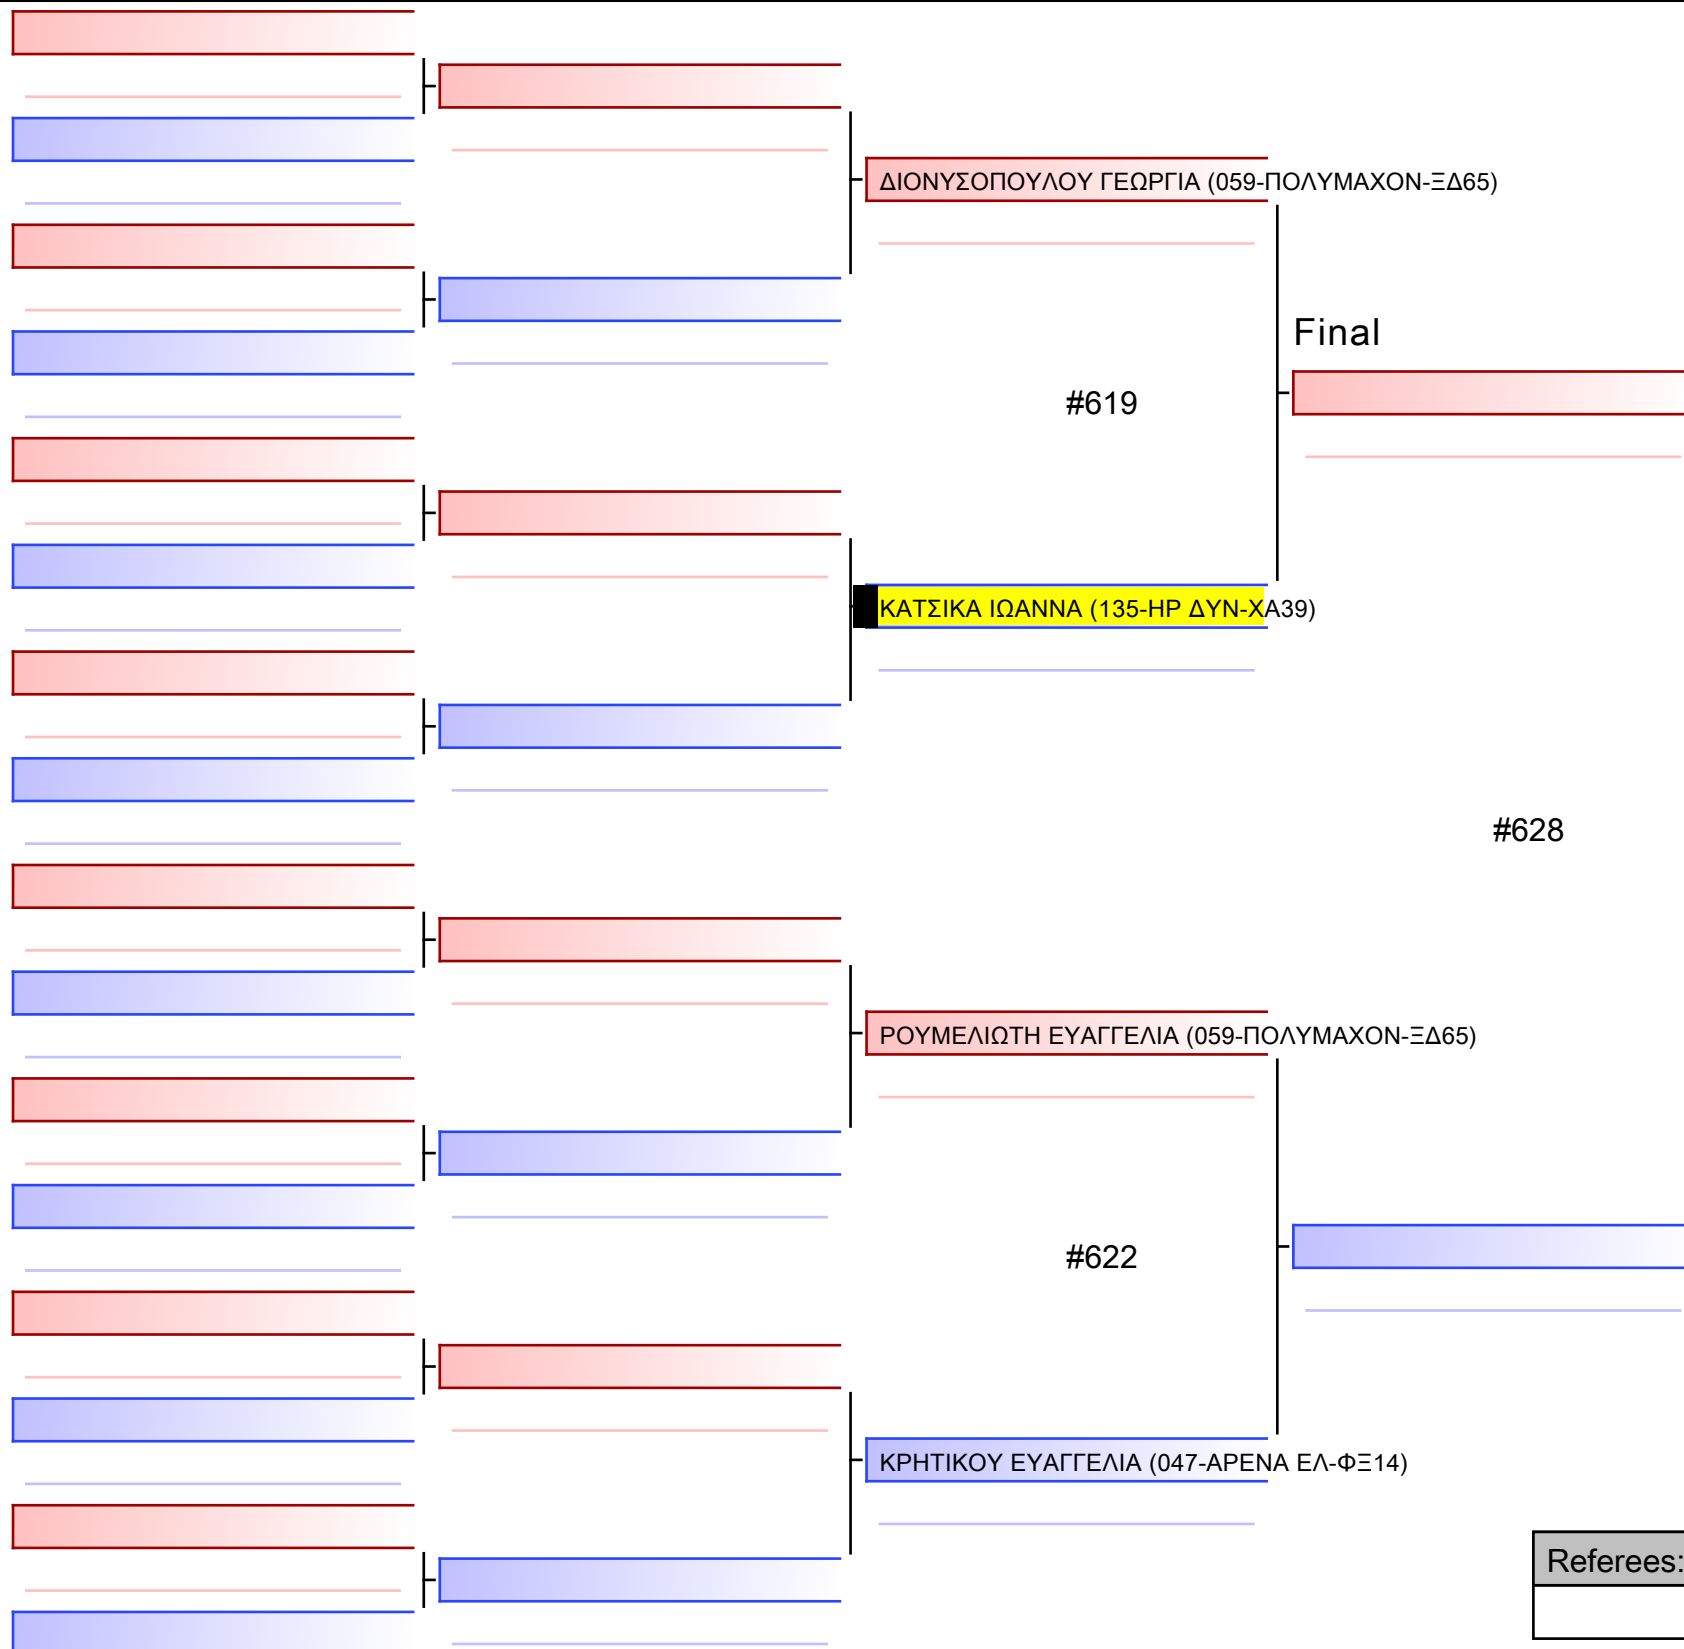 ΔΙΟΝΥΣΟΠΟΥΛΟΥ ΓΕΩΡΓΙΑ (059-ΠΟΛΥΜΑΧΟΝ-ΞΔ65)
Final
#619
ΚΑΤΣΙΚΑ ΙΩΑΝΝΑ (135-ΗΡ ΔΥΝ-ΧΑ39)
#628
ΡΟΥΜΕΛΙΩΤΗ ΕΥΑΓΓΕΛΙΑ (059-ΠΟΛΥΜΑΧΟΝ-ΞΔ65)
#622
ΚΡΗΤΙΚΟΥ ΕΥΑΓΓΕΛΙΑ (047-ΑΡΕΝΑ ΕΛ-ΦΞ14)
Referees: